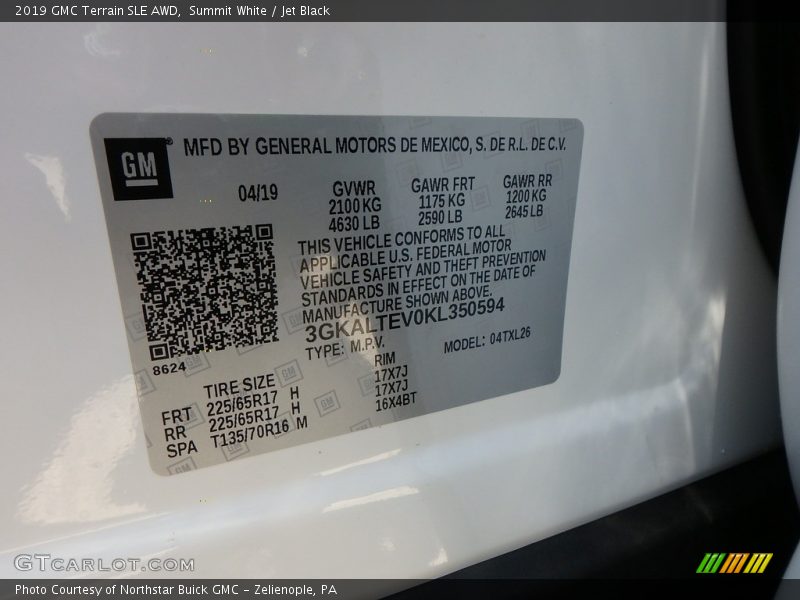 2019 GMC Terrain SLE AWD,  Summit White / Jet Black
GM
MFD BY GENERAL MOTORS DE MEXICO, S. DE R.L. DE C.V.
04/19
GVWR
2100 KG
4630 LB
GAWR FRT
1175 KG
2590 LB
GAWR RR
1200 KG
2645 LB
THIS VEHICLE CONFORMS TO ALL
APPLICABLE U.S. FEDERAL MOTOR
VEHICLE SAFETY AND THEFT PREVENTION
STANDARDS IN EFFECT ON THE DATE OF
MANUFACTURE SHOWN ABOVE.
3GKALTEV0KL350594
TYPE: M.P.V.
MODEL: 04TXL26
8624
TIRE SIZE
RIM
FRT 225/65R17 H 17X7J
RR 225/65R17 H 17X7J
SPA T135/70R16 M 16X4BT
GTCARLOT.COM
Photo Courtesy of Northstar Buick GMC - Zelienople, PA